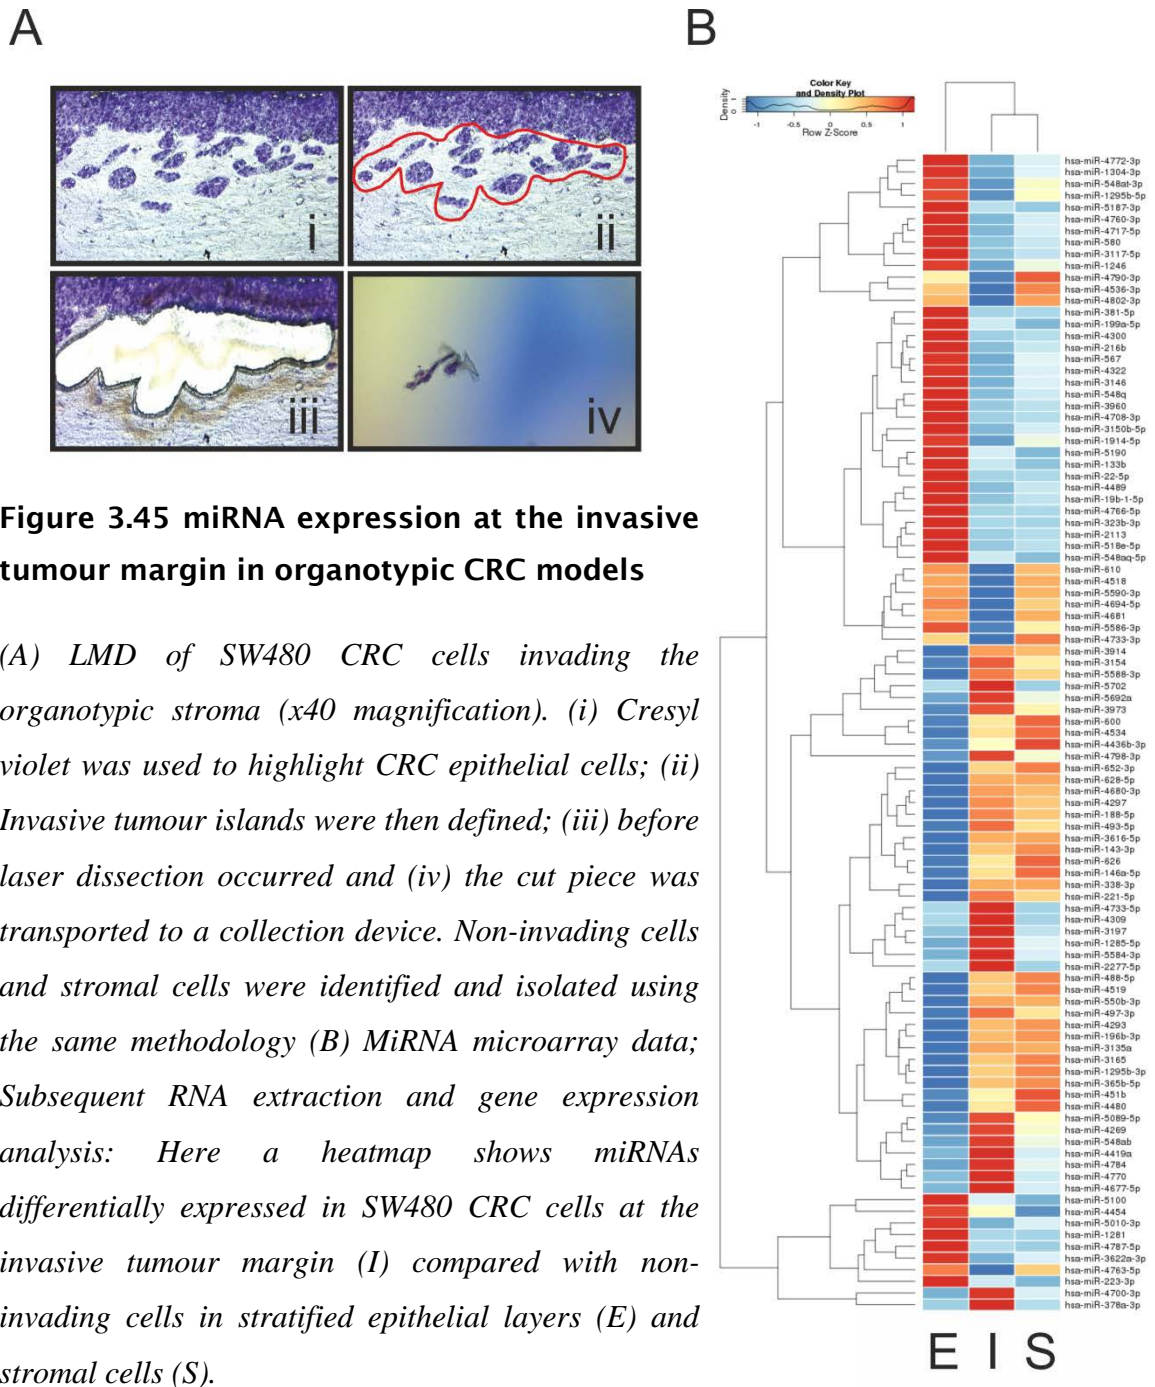 A
B
i
ii
iii
iv
Figure 3.45 miRNA expression at the invasive
tumour margin in organotypic CRC models
(A) LMD of SW480 CRC cells invading the
organotypic stroma (x40 magnification). (i) Cresyl
violet was used to highlight CRC epithelial cells; (ii)
Invasive tumour islands were then defined; (iii) before
laser dissection occurred and (iv) the cut piece was
transported to a collection device. Non-invading cells
and stromal cells were identified and isolated using
the same methodology (B) MiRNA microarray data;
Subsequent RNA extraction and gene expression
analysis: Here a heatmap shows miRNAs
differentially expressed in SW480 CRC cells at the
invasive tumour margin (I) compared with non-
invading cells in stratified epithelial layers (E) and
stromal cells (S).
Color Key
and Density Plot
Density
0 1
-1 -0.5 0 0.5 1
Row Z-Score
hsa-miR-4772-3p
hsa-miR-1304-3p
hsa-miR-548at-3p
hsa-miR-1295b-5p
hsa-miR-5187-3p
hsa-miR-4760-3p
hsa-miR-4717-5p
hsa-miR-580
hsa-miR-3117-5p
hsa-miR-1246
hsa-miR-4790-3p
hsa-miR-4536-3p
hsa-miR-4802-3p
hsa-miR-381-5p
hsa-miR-199a-5p
hsa-miR-4300
hsa-miR-216b
hsa-miR-567
hsa-miR-4322
hsa-miR-3146
hsa-miR-548q
hsa-miR-3960
hsa-miR-4708-3p
hsa-miR-3150b-5p
hsa-miR-1914-5p
hsa-miR-5190
hsa-miR-133b
hsa-miR-22-5p
hsa-miR-4489
hsa-miR-19b-1-5p
hsa-miR-4766-5p
hsa-miR-323b-3p
hsa-miR-2113
hsa-miR-518e-5p
hsa-miR-548aq-5p
hsa-miR-610
hsa-miR-4518
hsa-miR-5590-3p
hsa-miR-4694-5p
hsa-miR-4681
hsa-miR-5586-3p
hsa-miR-4733-3p
hsa-miR-3914
hsa-miR-3154
hsa-miR-5588-3p
hsa-miR-5702
hsa-miR-5692a
hsa-miR-3973
hsa-miR-600
hsa-miR-4534
hsa-miR-4436b-3p
hsa-miR-4798-3p
hsa-miR-652-3p
hsa-miR-628-5p
hsa-miR-4680-3p
hsa-miR-4297
hsa-miR-188-5p
hsa-miR-493-5p
hsa-miR-3616-5p
hsa-miR-143-3p
hsa-miR-626
hsa-miR-146a-5p
hsa-miR-338-3p
hsa-miR-221-5p
hsa-miR-4733-5p
hsa-miR-4309
hsa-miR-3197
hsa-miR-1285-5p
hsa-miR-5584-3p
hsa-miR-2277-5p
hsa-miR-488-5p
hsa-miR-4519
hsa-miR-550b-3p
hsa-miR-497-3p
hsa-miR-4293
hsa-miR-196b-3p
hsa-miR-3135a
hsa-miR-3165
hsa-miR-1295b-3p
hsa-miR-365b-5p
hsa-miR-451b
hsa-miR-4480
hsa-miR-5089-5p
hsa-miR-4269
hsa-miR-548ab
hsa-miR-4419a
hsa-miR-4784
hsa-miR-4770
hsa-miR-4677-5p
hsa-miR-5100
hsa-miR-4454
hsa-miR-5010-3p
hsa-miR-1281
hsa-miR-4787-5p
hsa-miR-3622a-3p
hsa-miR-4763-5p
hsa-miR-223-3p
hsa-miR-4700-3p
hsa-miR-378a-3p
E I S